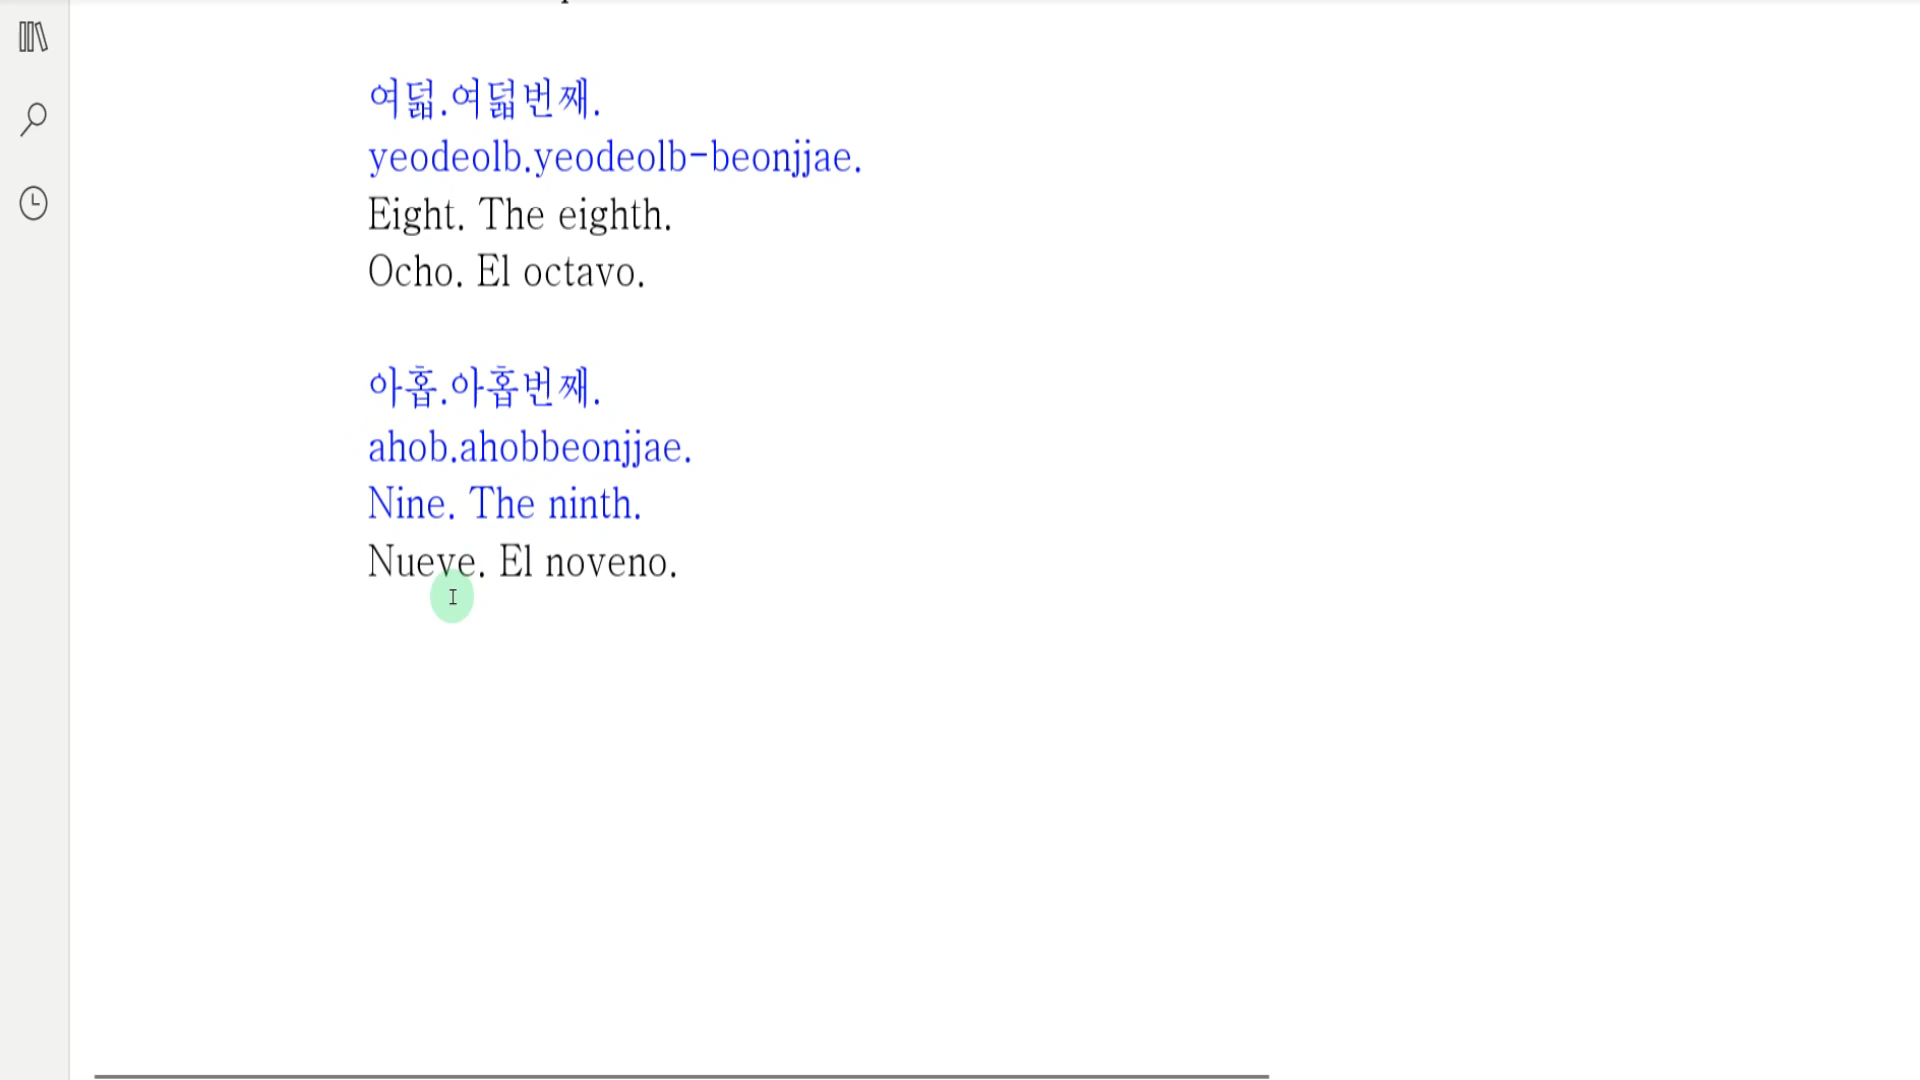 여덟.여덟번째.
yeodeolb.yeodeolb-beonjjae.
Eight. The eighth.
Ocho. El octavo.
아홉.아홉번째.
ahob.ahobbeonjjae.
Nine. The ninth.
Nueve. El noveno.